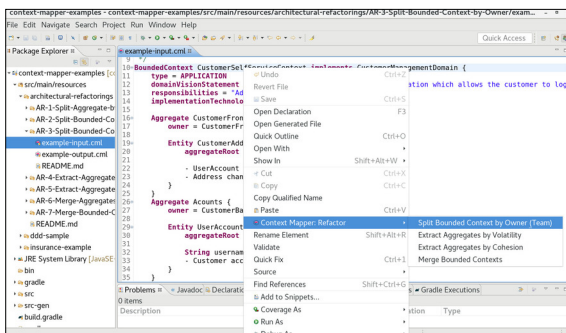 context-mapper-examples - context-mapper-examples/src/main/resources/architectural-refactorings/AR-3-Split-Bounded-Context-by-Owner/exam...
File Edit Navigate Search Project Run Window Help
Quick Access
Package Explorer
example-input.cml
context-mapper-examples
src/main/resources
architectural-refactorings
AR-1-Split-Aggregate-b
AR-2-Split-Bounded-Co
AR-3-Split-Bounded-Co
example-input.cml
example-output.cml
README.md
AR-4-Extract-Aggregate
AR-5-Extract-Aggregate
AR-6-Merge-Aggregates
AR-7-Merge-Bounded-C
README.md
ddd-sample
insurance-example
JRE System Library [JavaSE
bin
gradle
src
src-gen
build.gradle
9
10 BoundedContext CustomerSelfServiceContext implements CustomerManagementDomain {
11 type = APPLICATION
12 domainVisionStatement ation which allows the customer to log
13 responsibilities = "Ad
14 implementationTechnolo
15
16 Aggregate CustomerFron
17 owner = CustomerFr
18
19 Entity CustomerAdd
20 aggregateRoot
21
22 - UserAccount
23 - Address chan
24 }
25 }
26 Aggregate Acounts {
27 owner = CustomerBa
28
29 Entity UserAccount
30 aggregateRoot
31
32 String usernam
33 - Customer acc
34 }
35 }
Undo Ctrl+Z
Revert File
Save Ctrl+S
Open Declaration F3
Open Generated File
Quick Outline Ctrl+O
Open With
Show In Shift+Alt+W
Cut Ctrl+X
Copy Ctrl+C
Copy Qualified Name
Paste Ctrl+V
Context Mapper: Refactor
Rename Element Shift+Alt+R
Validate
Quick Fix Ctrl+1
Source
Find References Shift+Ctrl+G
Add to Snippets...
Coverage As
Run As
Split Bounded Context by Owner (Team)
Extract Aggregates by Volatility
Extract Aggregates by Cohesion
Merge Bounded Contexts
Problems Javadoc Declaratio Gradle Executions
0 items
Description Type